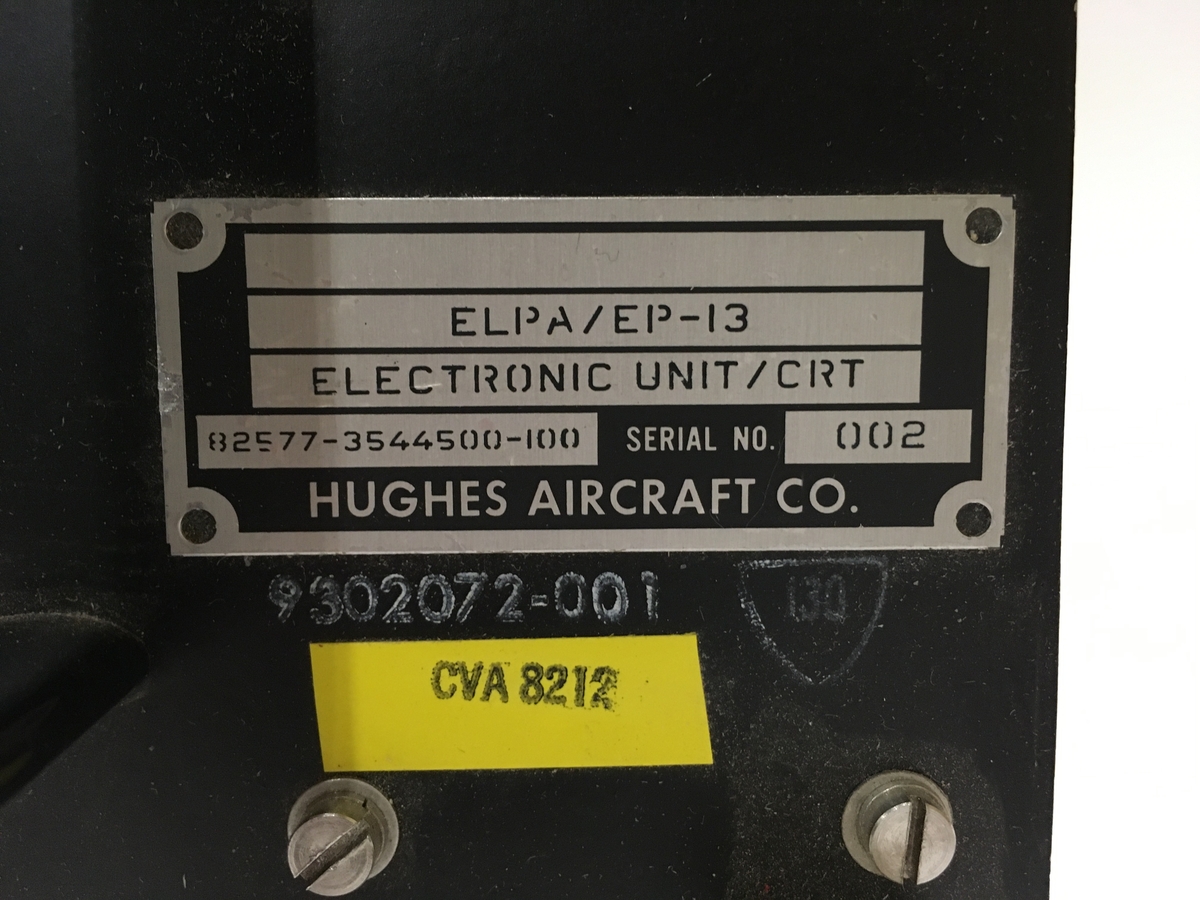 ELPA/EP-13
ELECTRONIC UNIT/CRT
82577-3544500-100 SERIAL NO. 002
HUGHES AIRCRAFT CO.
9302072-001 130
CVA 8212